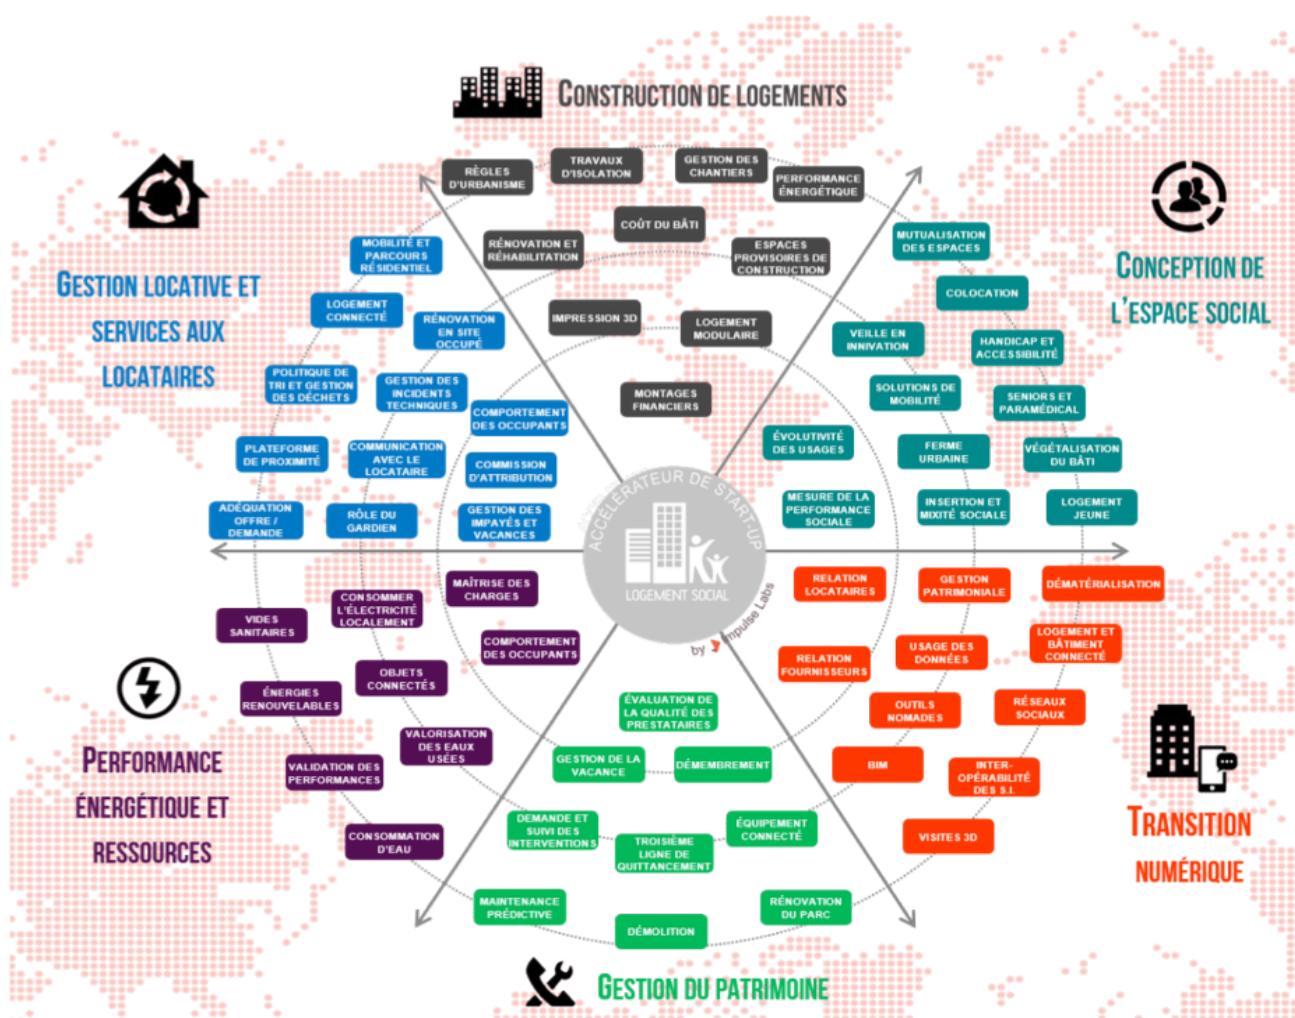 CONSTRUCTION DE LOGEMENTS
RÈGLES
D'URBANISME
TRAVAUX
D'ISOLATION
GESTION DES
CHANTIERS
PERFORMANCE
ÉNERGÉTIQUE
COÛT DU BÂTI
RÉNOVATION ET
RÉHABILITATION
ESPACES
PROVISOIRES DE
CONSTRUCTION
IMPRESSION 3D
LOGEMENT
MODULAIRE
MONTAGES
FINANCIERS
CONCEPTION DE
L'ESPACE SOCIAL
MUTUALISATION
DES ESPACES
COLOCATION
VEILLE EN
INNIVATION
HANDICAP ET
ACCESSIBILITÉ
SOLUTIONS DE
MOBILITÉ
SENIORS ET
PARAMÉDICAL
ÉVOLUTIVITÉ
DES USAGES
FERME
URBAINE
VÉGÉTALISATION
DU BÂTI
MESURE DE LA
PERFORMANCE
SOCIALE
INSERTION ET
MIXITÉ SOCIALE
LOGEMENT
JEUNE
GESTION LOCATIVE ET
SERVICES AUX
LOCATAIRES
MOBILITÉ ET
PARCOURS
RÉSIDENTIEL
LOGEMENT
CONNECTÉ
RÉNOVATION
EN SITE
OCCUPÉ
POLITIQUE DE
TRI ET GESTION
DES DÉCHETS
GESTION DES
INCIDENTS
TECHNIQUES
COMPORTEMENT
DES OCCUPANTS
PLATEFORME
DE PROXIMITÉ
COMMUNICATION
AVEC LE
LOCATAIRE
COMMISSION
D'ATTRIBUTION
ADÉQUATION
OFFRE /
DEMANDE
RÔLE DU
GARDIEN
GESTION DES
IMPAYÉS ET
VACANCES
ACCÉLÉRATEUR DE START-UP
LOGEMENT SOCIAL
by Impulse Labs
MAÎTRISE DES
CHARGES
CONSOMMER
L'ÉLECTRICITÉ
LOCALEMENT
VIDES
SANITAIRES
COMPORTEMENT
DES OCCUPANTS
OBJETS
CONNECTÉS
ÉNERGIES
RENOUVELABLES
VALORISATION
DES EAUX
USÉES
VALIDATION DES
PERFORMANCES
CONSOMMATION
D'EAU
PERFORMANCE
ÉNERGÉTIQUE ET
RESSOURCES
RELATION
LOCATAIRES
GESTION
PATRIMONIALE
DÉMATÉRIALISATION
RELATION
FOURNISSEURS
USAGE DES
DONNÉES
LOGEMENT ET
BÂTIMENT
CONNECTÉ
OUTILS
NOMADES
RÉSEAUX
SOCIAUX
BIM
INTER-
OPÉRABILITÉ
DES S.I.
VISITES 3D
TRANSITION
NUMÉRIQUE
ÉVALUATION DE
LA QUALITÉ DES
PRESTATAIRES
GESTION DE LA
VACANCE
DÉMEMBREMENT
DEMANDE ET
SUIVI DES
INTERVENTIONS
TROISIÈME
LIGNE DE
QUITTANCEMENT
ÉQUIPEMENT
CONNECTÉ
MAINTENANCE
PRÉDICTIVE
DÉMOLITION
RÉNOVATION
DU PARC
GESTION DU PATRIMOINE